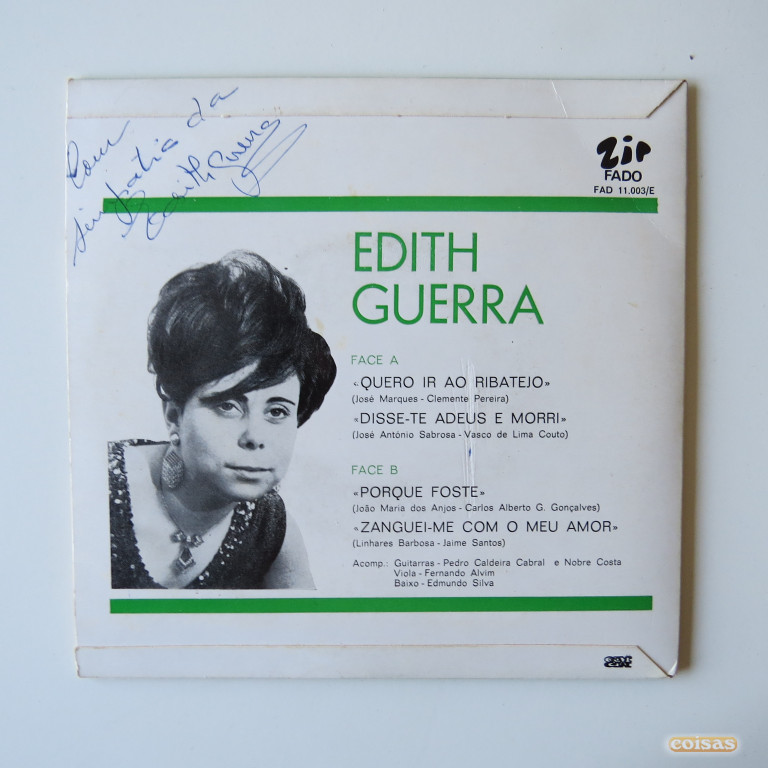 Com
simpatia da
Edith Guerra
Zip
FADO
FAD 11.003/E
EDITH
GUERRA
FACE A
«QUERO IR AO RIBATEJO»
(José Marques - Clemente Pereira)
«DISSE-TE ADEUS E MORRI»
(José António Sabrosa - Vasco de Lima Couto)
FACE B
«PORQUE FOSTE»
(João Maria dos Anjos - Carlos Alberto G. Gonçalves)
«ZANGUEI-ME COM O MEU AMOR»
(Linhares Barbosa - Jaime Santos)
Acomp.: Guitarras - Pedro Caldeira Cabral e Nobre Costa
Viola - Fernando Alvim
Baixo - Edmundo Silva
coisas